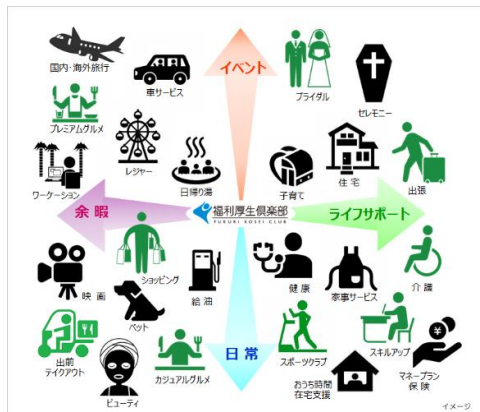 イベント
国内・海外旅行
車サービス
ブライダル
セレモニー
プレミアムグルメ
レジャー
日帰り湯
子育て
住宅
出張
ワーケーション
余暇
福利厚生倶楽部
FUKURI KOSEI CLUB
ライフサポート
映画
ショッピング
給油
健康
家事サービス
介護
ペット
日常
スポーツクラブ
スキルアップ
出前
テイクアウト
ビューティ
カジュアルグルメ
おうち時間
在宅支援
¥
マネープラン
保険
イメージ